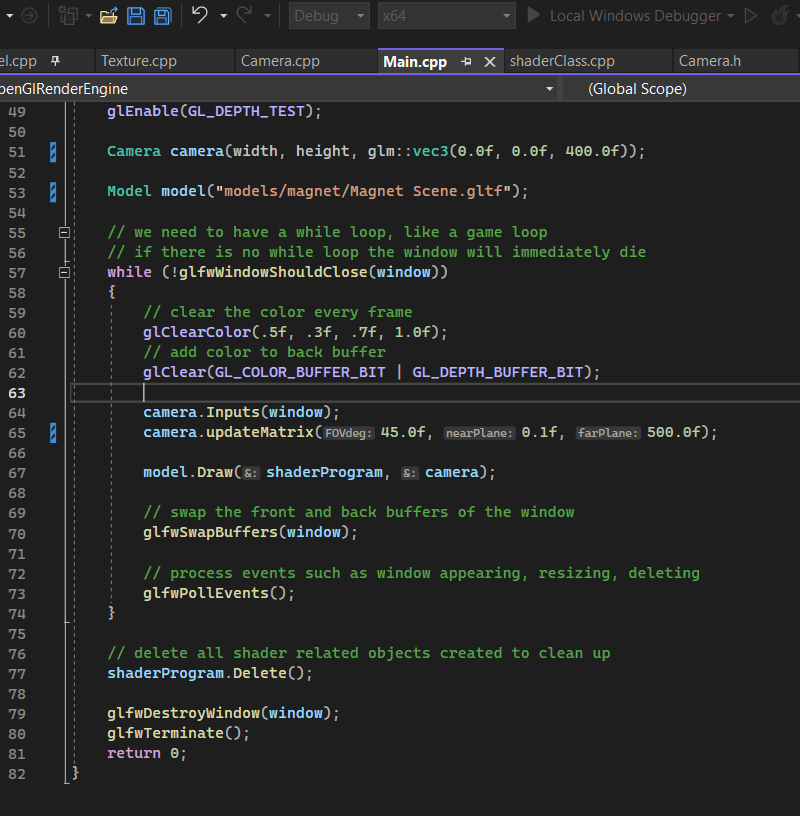 Debug x64 Local Windows Debugger
el.cpp Texture.cpp Camera.cpp Main.cpp shaderClass.cpp Camera.h
penGlRenderEngine (Global Scope)
49 glEnable(GL_DEPTH_TEST);
50
51 Camera camera(width, height, glm::vec3(0.0f, 0.0f, 400.0f));
52
53 Model model("models/magnet/Magnet Scene.gltf");
54
55 // we need to have a while loop, like a game loop
56 // if there is no while loop the window will immediately die
57 while (!glfwWindowShouldClose(window))
58 {
59 // clear the color every frame
60 glClearColor(.5f, .3f, .7f, 1.0f);
61 // add color to back buffer
62 glClear(GL_COLOR_BUFFER_BIT | GL_DEPTH_BUFFER_BIT);
63
64 camera.Inputs(window);
65 camera.updateMatrix(FOVdeg: 45.0f, nearPlane: 0.1f, farPlane: 500.0f);
66
67 model.Draw(&: shaderProgram, &: camera);
68
69 // swap the front and back buffers of the window
70 glfwSwapBuffers(window);
71
72 // process events such as window appearing, resizing, deleting
73 glfwPollEvents();
74 }
75
76 // delete all shader related objects created to clean up
77 shaderProgram.Delete();
78
79 glfwDestroyWindow(window);
80 glfwTerminate();
81 return 0;
82 }